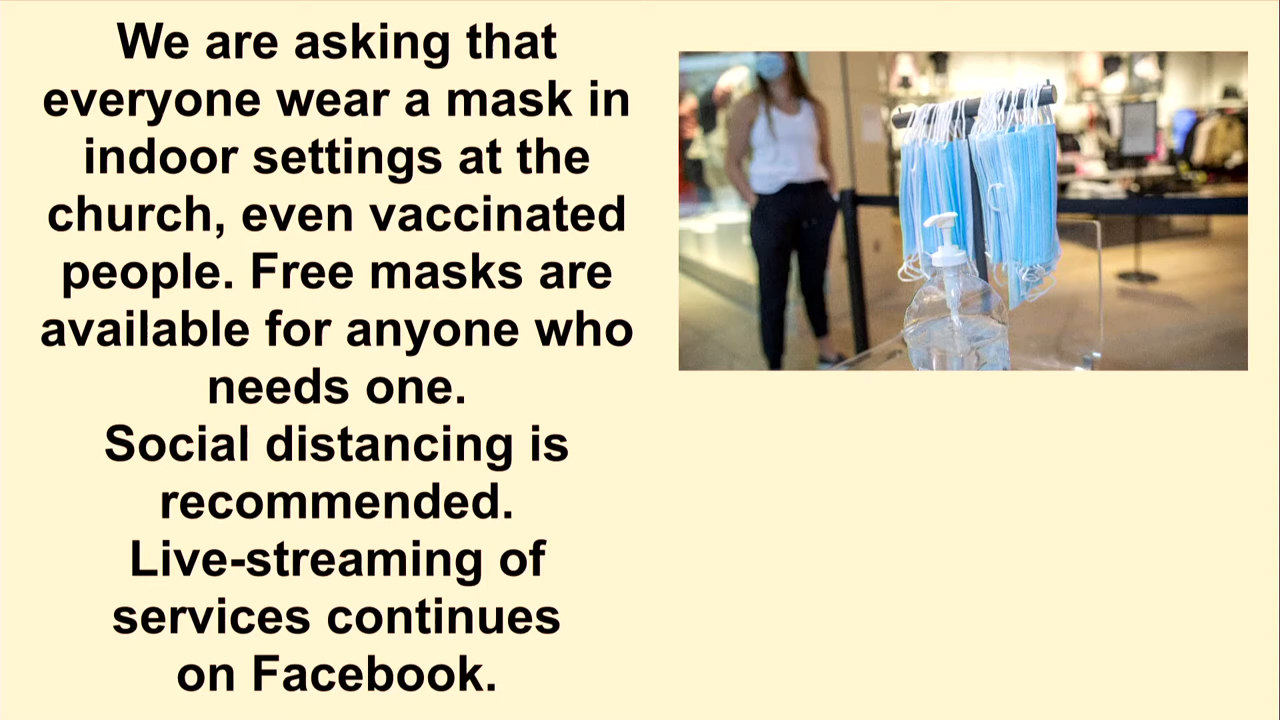 We are asking that
everyone wear a mask in
indoor settings at the
church, even vaccinated
people. Free masks are
available for anyone who
needs one.
Social distancing is
recommended.
Live-streaming of
services continues
on Facebook.